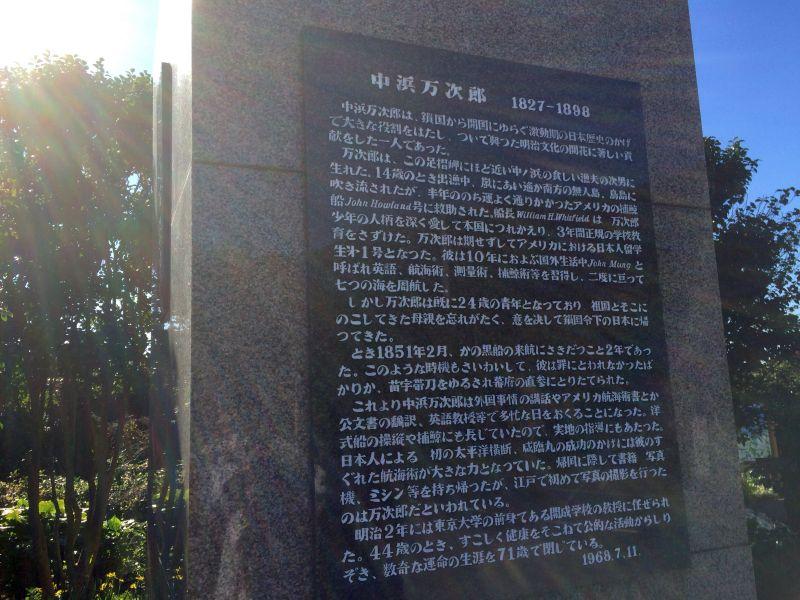 中浜万次郎 1827-1898
中浜万次郎は、鎖国から開国にゆらぐ激動期の日本歴史のかげ
で大きな役割をはたし、ついで興つた明治文化の開花に著しい貢
献をした一人であった。
万次郎は、この足摺岬にほど近い中ノ浜の貧しい漁夫の次男に
生れた。14歳のとき出漁中、嵐にあい遥か南方の無人島、鳥島に
吹き流されたが、半年ののち運よく通りかかつたアメリカの捕鯨
船John Howland号に救助された。船長William H.Whitfieldは 万次郎
少年の人柄を深く愛して本国につれかえり、3年間正規の学校教
育をさずけた。万次郎は期せずしてアメリカにおける日本人留学
生才1号となつた。彼は10年におよぶ国外生活中John Mungと
呼ばれ英語、航海術、測量術、捕鯨術等を習得し、二度に亘って
七つの海を周航した。
しかし万次郎は既に24歳の青年となっており 祖国とそこに
のこしてきた母親を忘れがたく、意を決して鎖国令下の日本に帰
つてきた。
とき1851年2月、かの黒船の来航にさきだつこと2年であっ
た。このような時機もさいわいして、彼は罪にとわれなかったば
かりか、苗字帯刀をゆるされ幕府の直参にとりたてられた。
これより中浜万次郎は外国事情の講話やアメリカ航海術書とか
公文書の飜訳、英語教授等で多忙な日をおくることになった。洋
式船の操縦や捕鯨にも長じていたので、実地の指導にもあたった。
日本人による 初の太平洋横断、咸臨丸の成功のかげには彼のす
ぐれた航海術が大きな力となつていた。帰国に際して書籍 写真
機、ミシン等を持ち帰つたが、江戸で初めて写真の撮影を行った
のは万次郎だといわれている。
明治2年には東京大学の前身である開成学校の教授に任ぜられ
た。44歳のとき、すこしく健康をそこねて公的な活動からしり
ぞき、数奇な運命の生涯を71歳で閉じている。
1968.7.11.